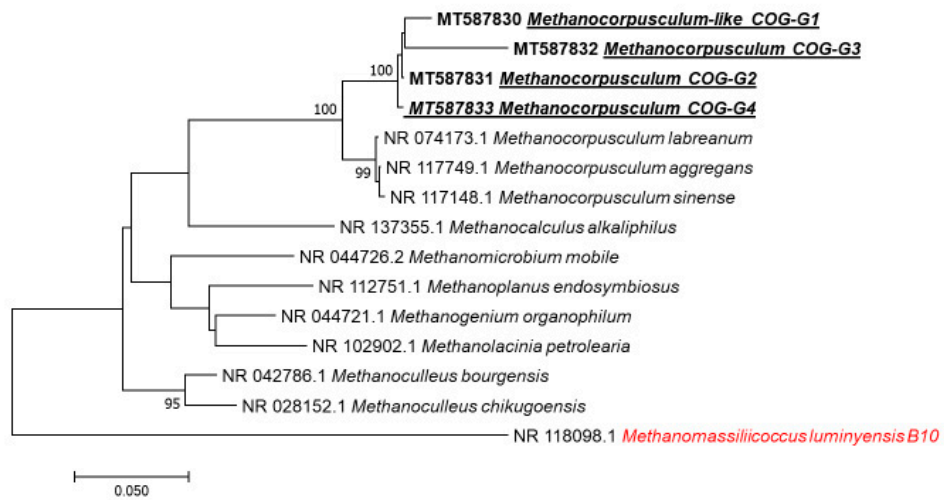 MT587830 Methanocorpusculum-like COG-G1
MT587832 Methanocorpusculum COG-G3
100
MT587831 Methanocorpusculum COG-G2
100
MT587833 Methanocorpusculum COG-G4
NR 074173.1 Methanocorpusculum labreanum
NR 117749.1 Methanocorpusculum aggregans
99
NR 117148.1 Methanocorpusculum sinense
NR 137355.1 Methanocalculus alkaliphilus
NR 044726.2 Methanomicrobium mobile
NR 112751.1 Methanoplanus endosymbiosus
NR 044721.1 Methanogenium organophilum
NR 102902.1 Methanolacinia petrolearia
NR 042786.1 Methanoculleus bourgensis
95
NR 028152.1 Methanoculleus chikugoensis
NR 118098.1 Methanomassiliicoccus luminyensis B10
0.050